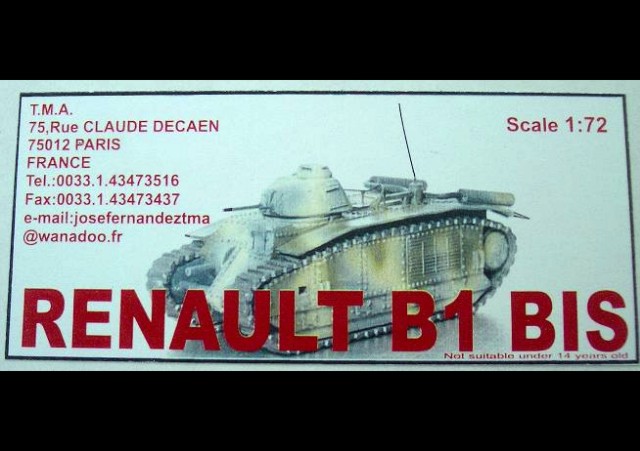 T.M.A.
75,Rue CLAUDE DECAEN
75012 PARIS
FRANCE
Tel.:0033.1.43473516
Fax:0033.1.43473437
e-mail:josefernandeztma
@wanadoo.fr
Scale 1:72
RENAULT B1 BIS
Not suitable under 14 years old